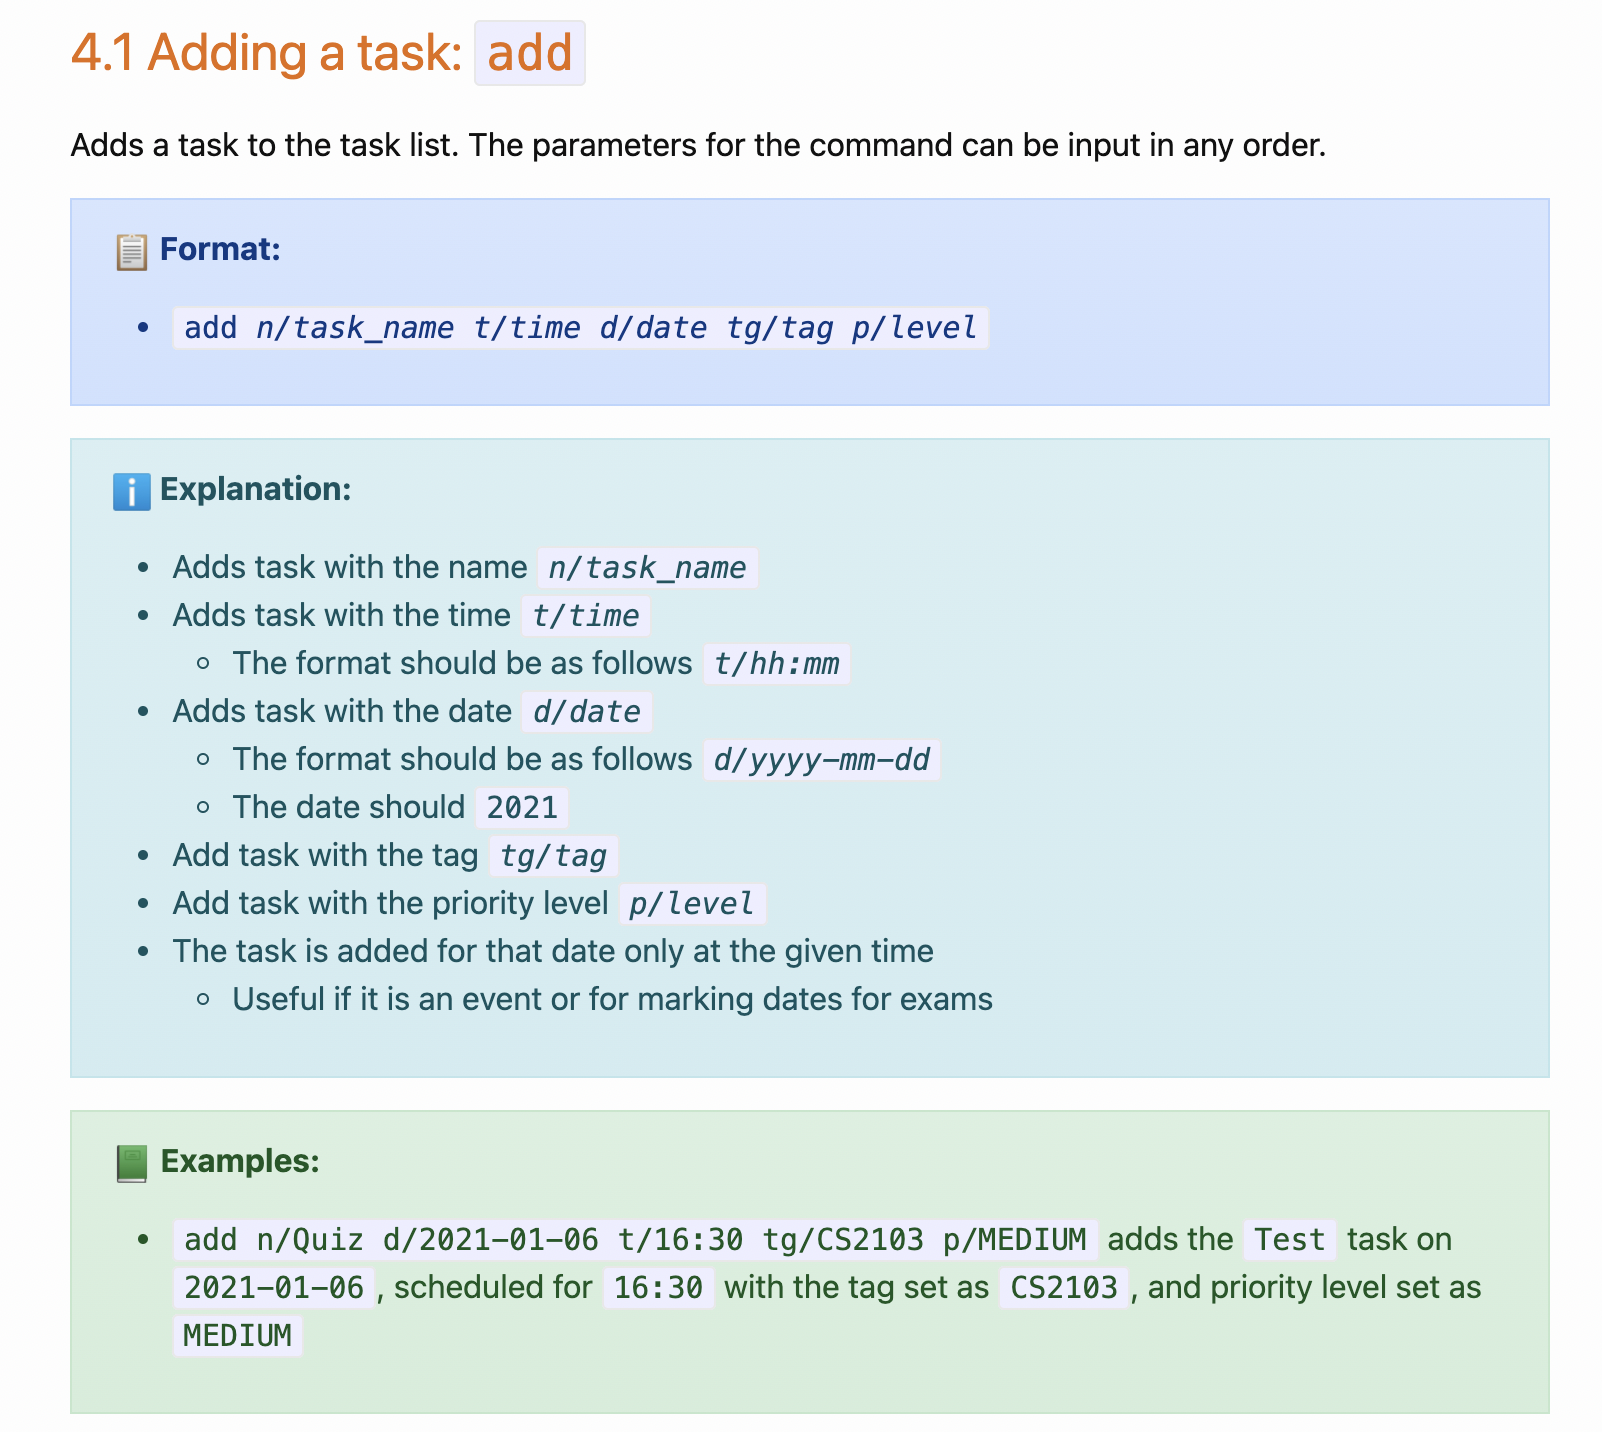 4.1 Adding a task: add
Adds a task to the task list. The parameters for the command can be input in any order.
Format:
• add n/task_name t/time d/date tg/tag p/level
Explanation:
• Adds task with the name n/task_name
• Adds task with the time t/time
◦ The format should be as follows t/hh:mm
• Adds task with the date d/date
◦ The format should be as follows d/yyyy-mm-dd
◦ The date should 2021
• Add task with the tag tg/tag
• Add task with the priority level p/level
• The task is added for that date only at the given time
◦ Useful if it is an event or for marking dates for exams
Examples:
• add n/Quiz d/2021-01-06 t/16:30 tg/CS2103 p/MEDIUM adds the Test task on
2021-01-06, scheduled for 16:30 with the tag set as CS2103, and priority level set as
MEDIUM